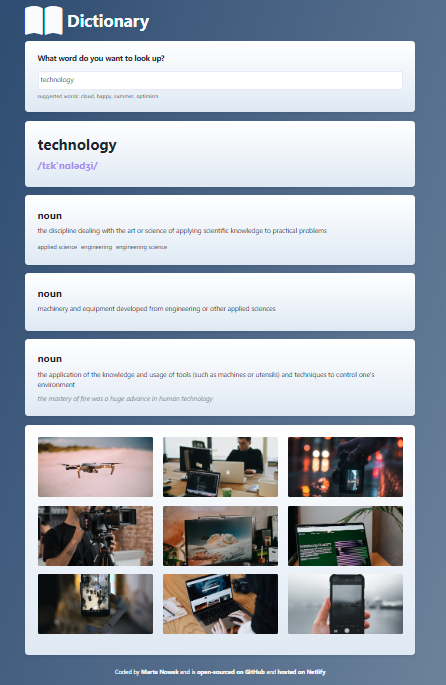 Dictionary
What word do you want to look up?
technology
suggested words: cloud, happy, summer, optimism
technology
/tɛkˈnɑlədʒi/
noun
the discipline dealing with the art or science of applying scientific knowledge to practical problems
applied science engineering engineering science
noun
machinery and equipment developed from engineering or other applied sciences
noun
the application of the knowledge and usage of tools (such as machines or utensils) and techniques to control one's
environment
the mastery of fire was a huge advance in human technology
Coded by Marta Nowak and is open-sourced on GitHub and hosted on Netlify